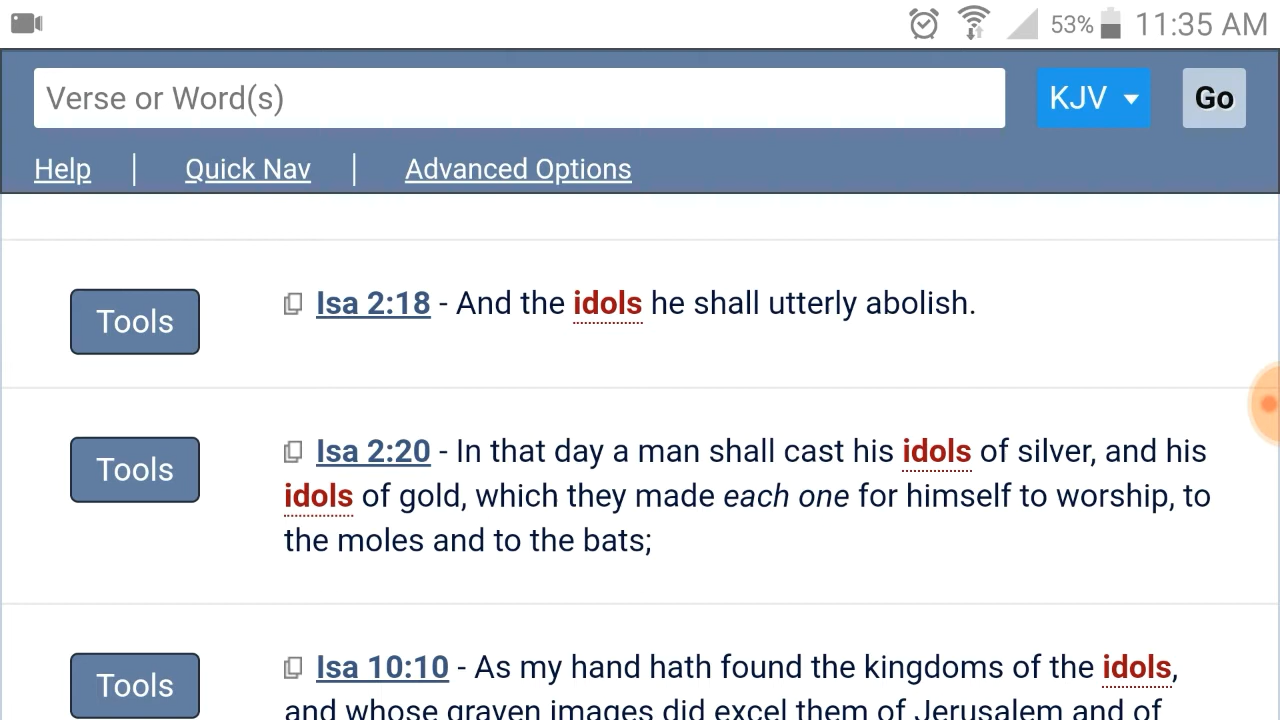 53% 11:35 AM
Verse or Word(s) KJV Go
Help | Quick Nav | Advanced Options
Tools
Isa 2:18 - And the idols he shall utterly abolish.
Tools
Isa 2:20 - In that day a man shall cast his idols of silver, and his
idols of gold, which they made each one for himself to worship, to
the moles and to the bats;
Tools
Isa 10:10 - As my hand hath found the kingdoms of the idols,
and whose graven images did excel them of Jerusalem and of